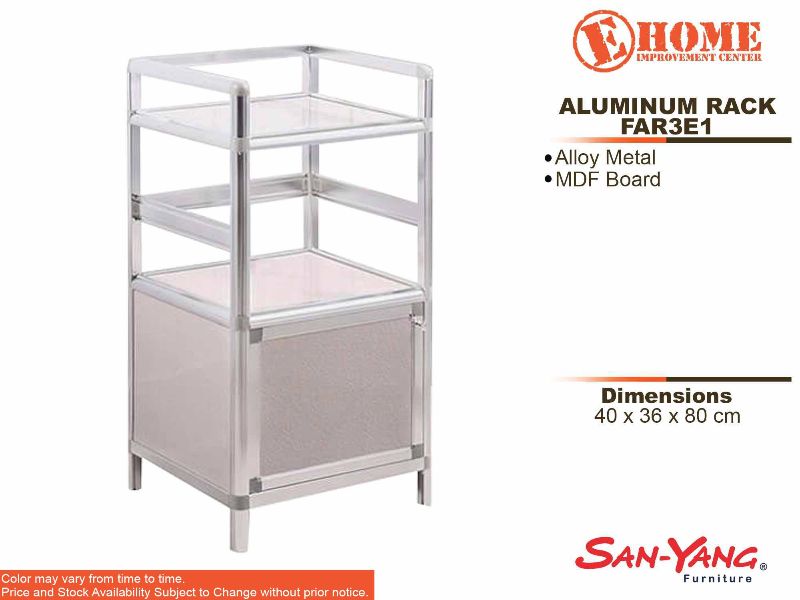 E HOME
IMPROVEMENT CENTER
ALUMINUM RACK
FAR3E1
•Alloy Metal
•MDF Board
Dimensions
40 x 36 x 80 cm
SAN-YANG®
Furniture
Color may vary from time to time.
Price and Stock Availability Subject to Change without prior notice.